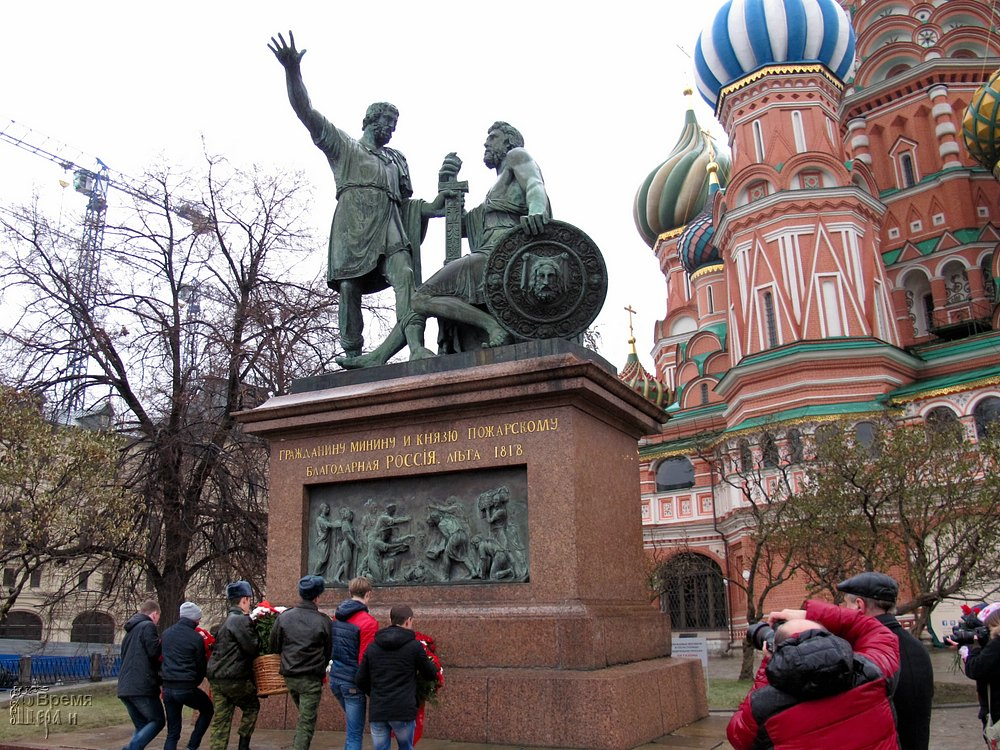 ГРАЖДАНИНУ МИНИНУ И КНЯЗЮ ПОЖАРСКОМУ
БЛАГОДАРНАЯ РОССІЯ. ЛѢТА 1818
Время